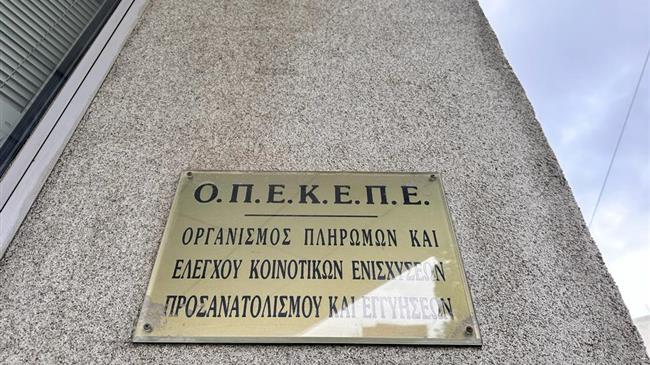 Ο.Π.Ε.Κ.Ε.Π.Ε.
ΟΡΓΑΝΙΣΜΟΣ ΠΛΗΡΩΜΩΝ ΚΑΙ
ΕΛΕΓΧΟΥ ΚΟΙΝΟΤΙΚΩΝ ΕΝΙΣΧΥΣΕΩΝ
ΠΡΟΣΑΝΑΤΟΛΙΣΜΟΥ ΚΑΙ ΕΓΓΥΗΣΕΩΝ